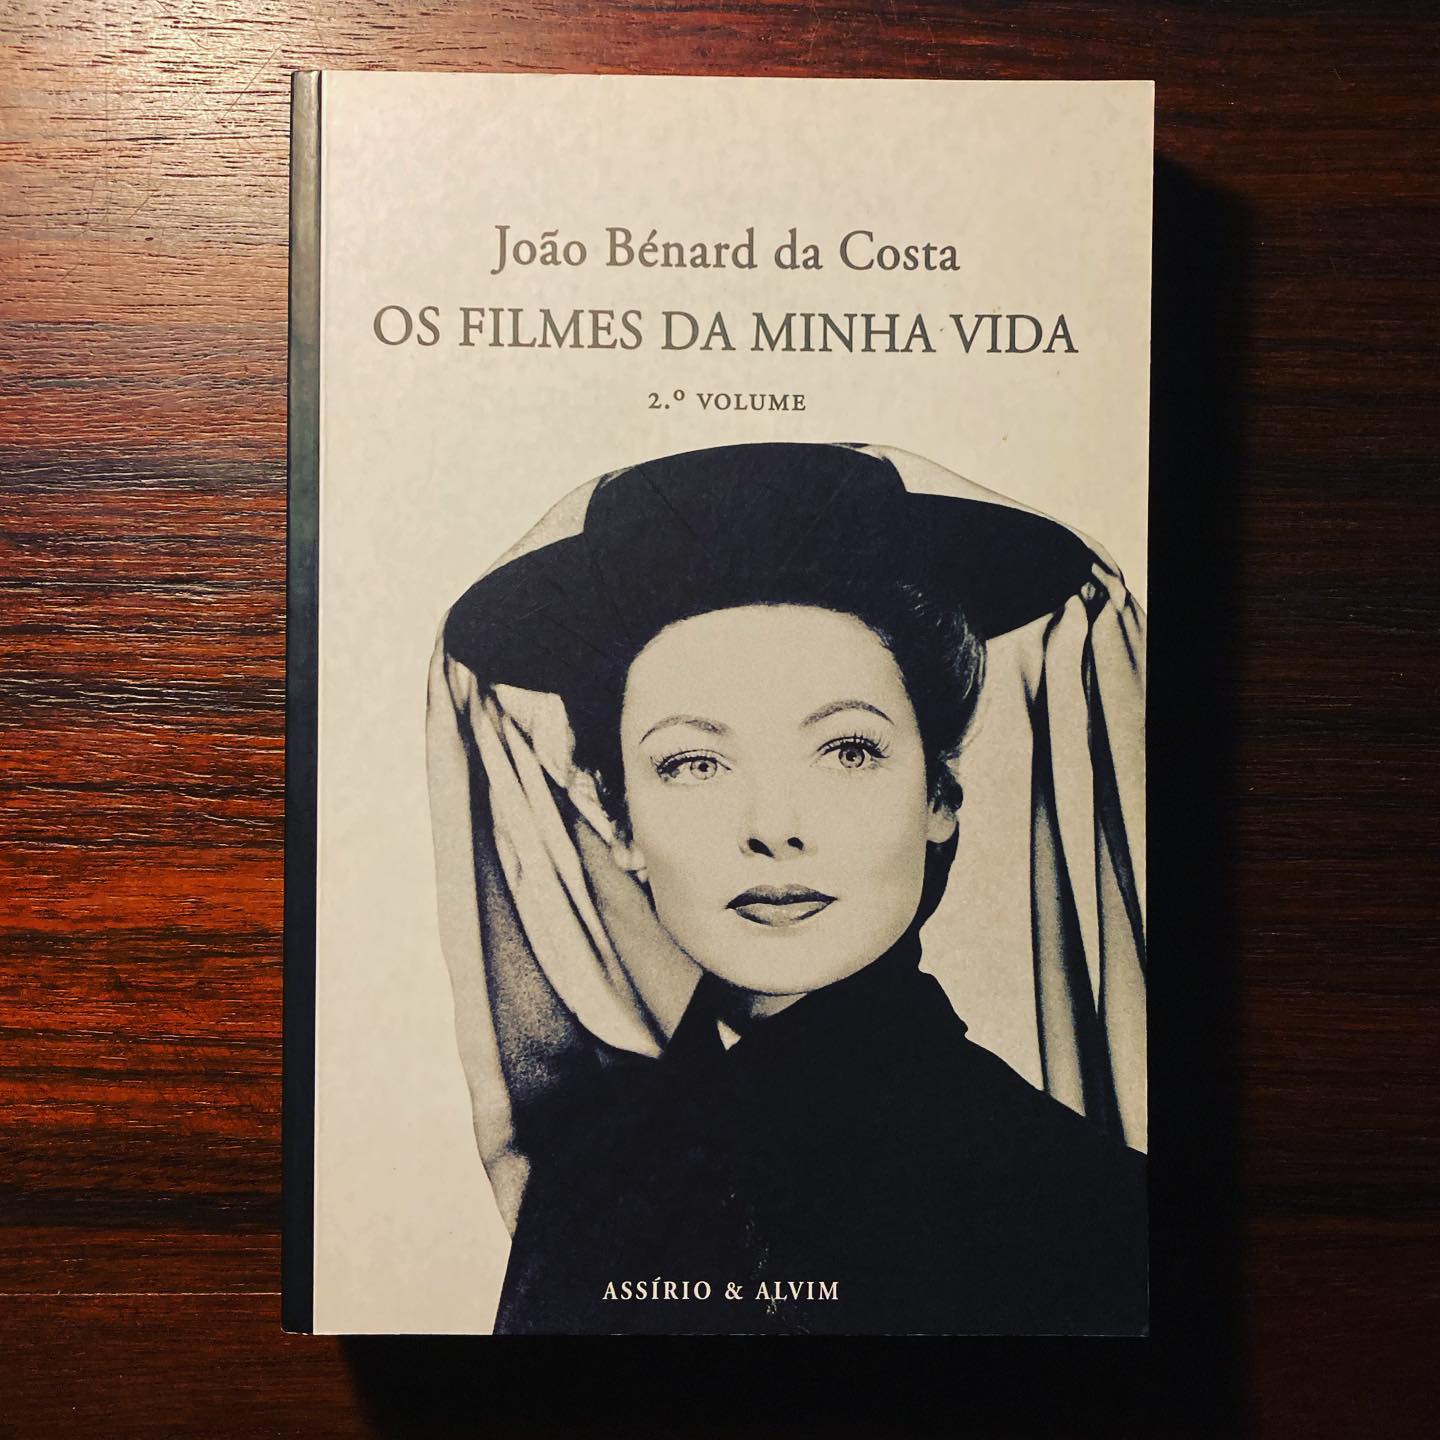 João Bénard da Costa
OS FILMES DA MINHA VIDA
2.º VOLUME
ASSÍRIO & ALVIM